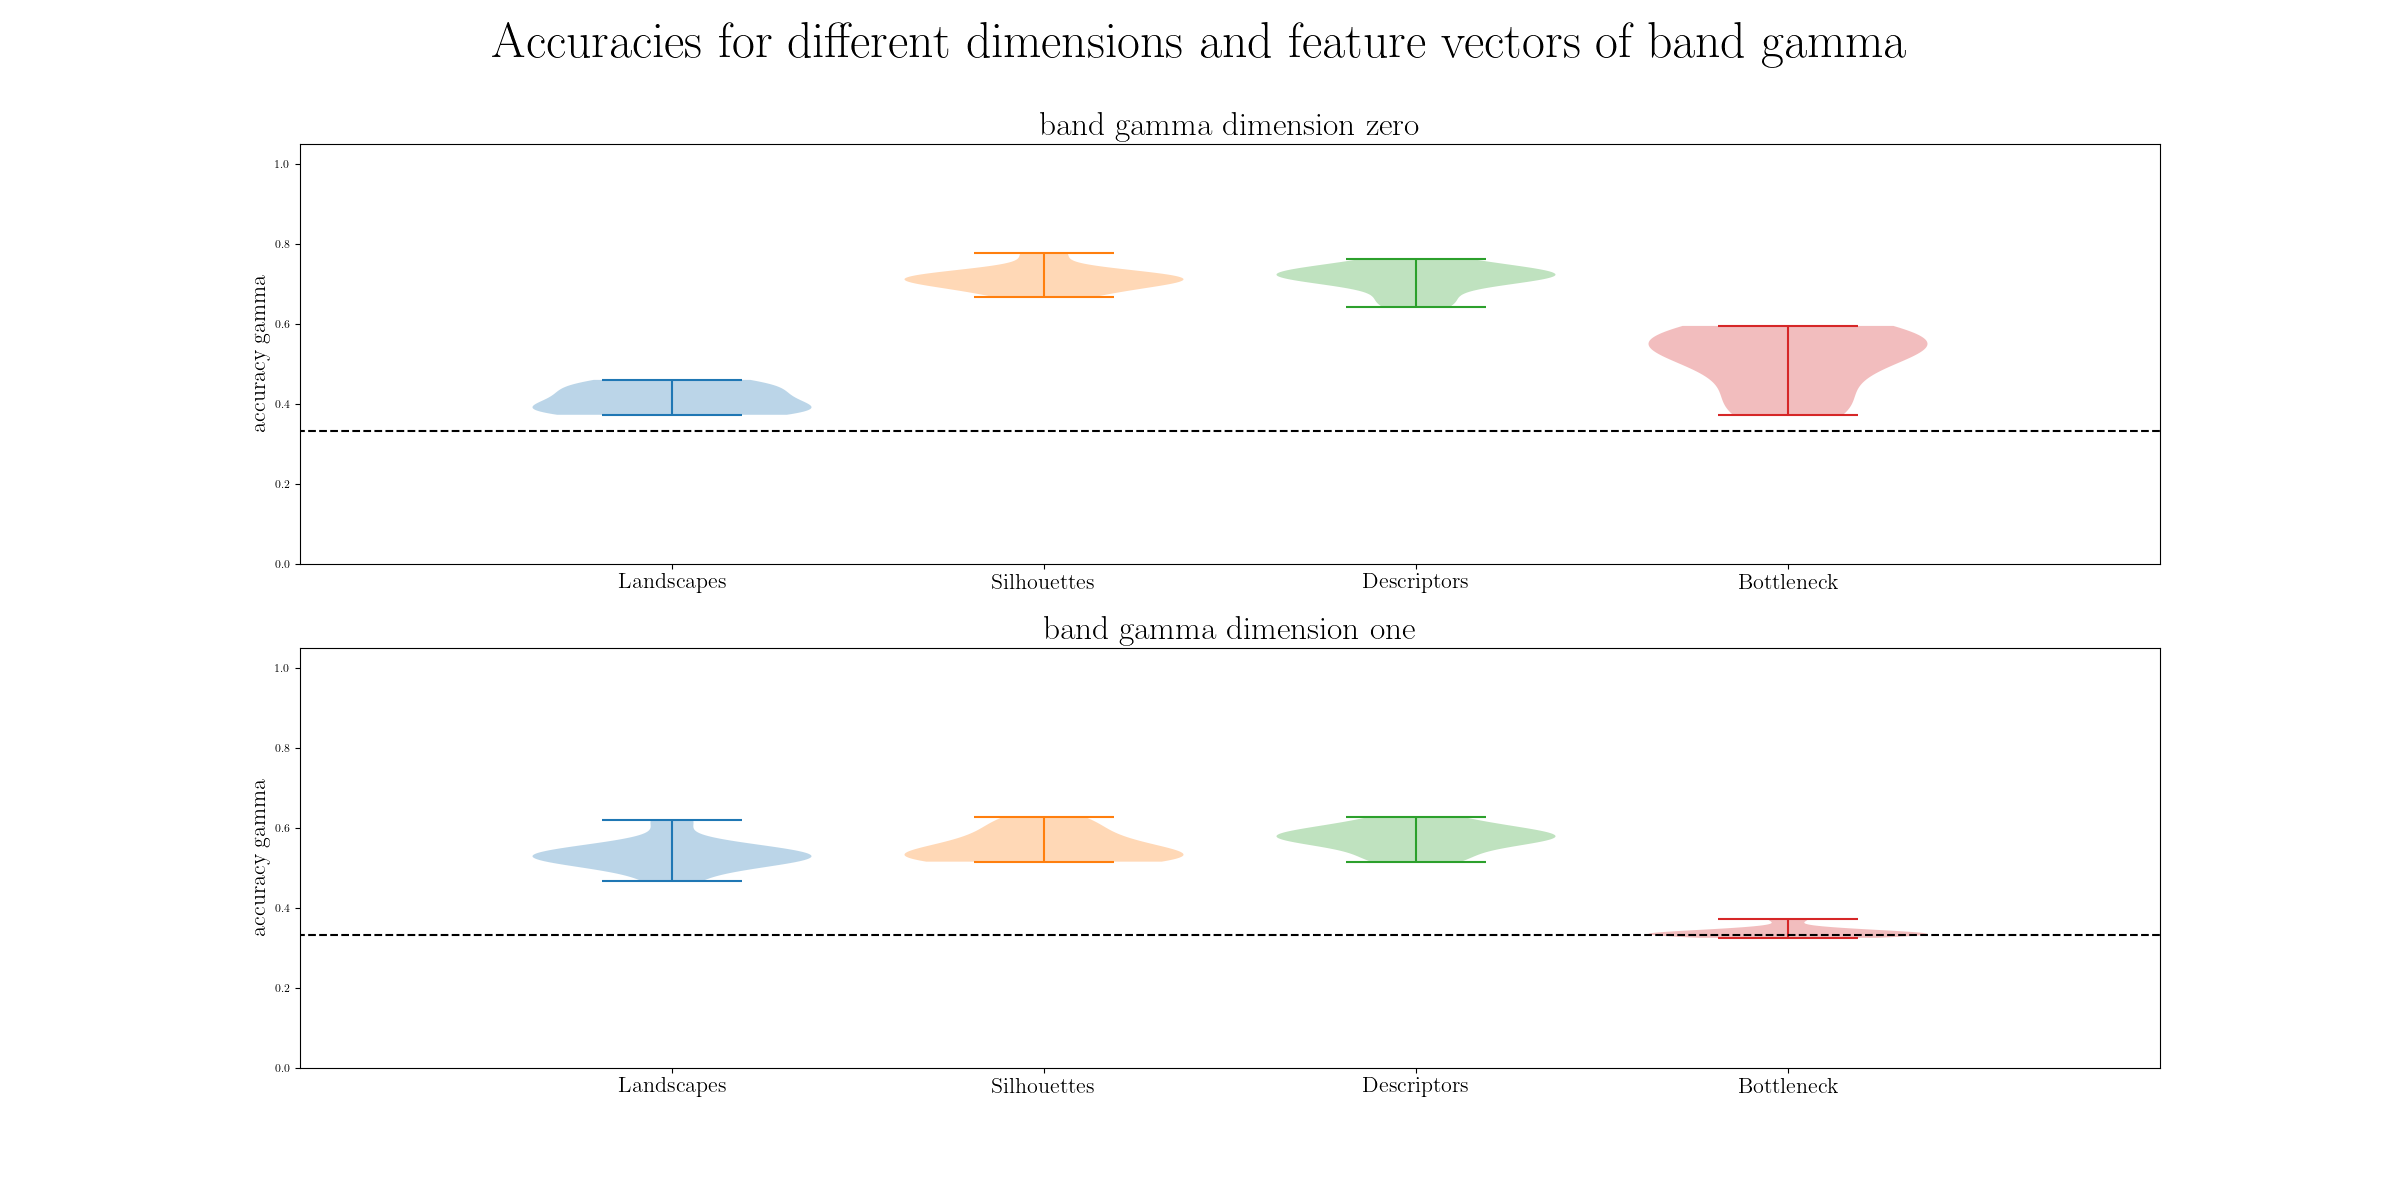 Accuracies for different dimensions and feature vectors of band gamma
band gamma dimension zero
1.0
0.8
0.6
0.4
0.2
0.0
accuracy gamma
Landscapes Silhouettes Descriptors Bottleneck
band gamma dimension one
1.0
0.8
0.6
0.4
0.2
0.0
accuracy gamma
Landscapes Silhouettes Descriptors Bottleneck